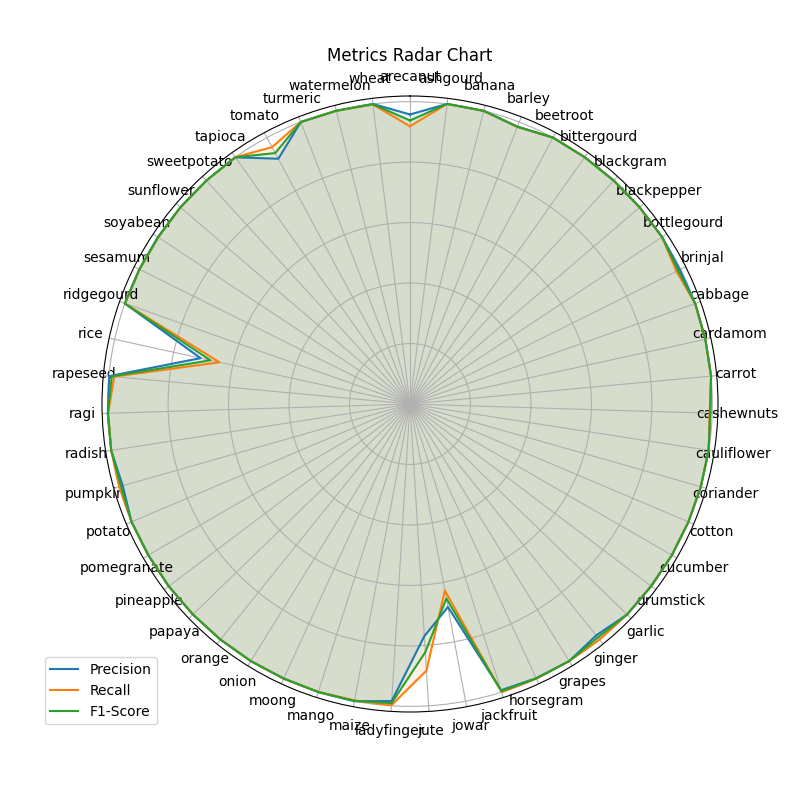 Metrics Radar Chart
arecanut
ashgourd
banana
barley
beetroot
bittergourd
blackgram
blackpepper
bottlegourd
brinjal
cabbage
cardamom
carrot
cashewnuts
cauliflower
coriander
cotton
cucumber
drumstick
garlic
ginger
grapes
horsegram
jackfruit
jowar
jute
ladyfinger
maize
mango
moong
onion
orange
papaya
pineapple
pomegranate
potato
pumpkin
radish
ragi
rapeseed
rice
ridgegourd
sesamum
soyabean
sunflower
sweetpotato
tapioca
tomato
turmeric
watermelon
wheat
Precision
Recall
F1-Score